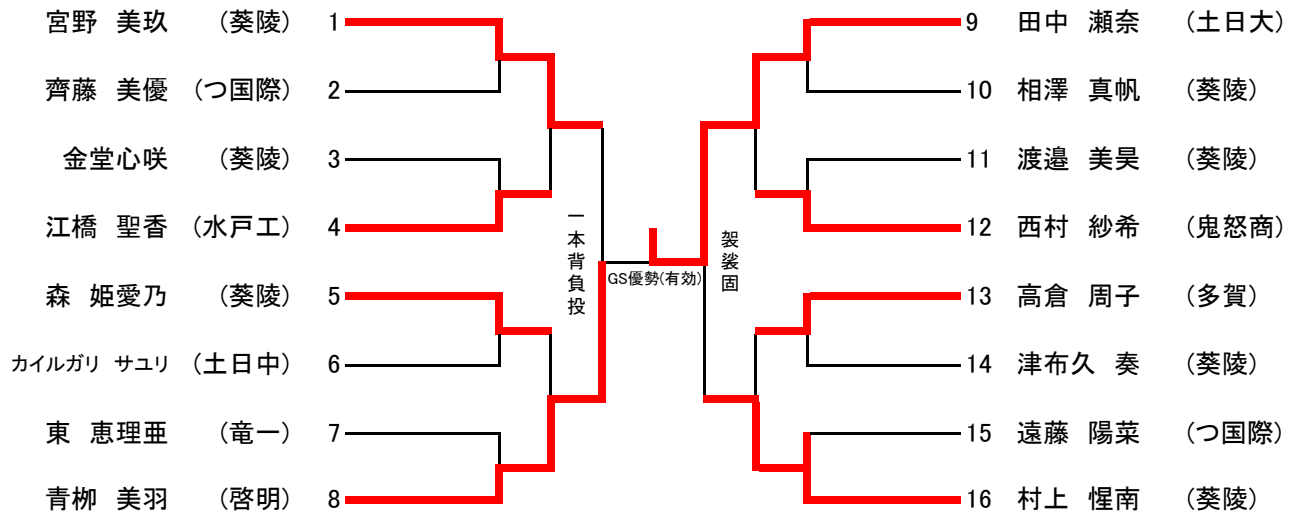 宮野 美玖 (葵陵) 1
齊藤 美優 (つ国際) 2
金堂心咲 (葵陵) 3
江橋 聖香 (水戸工) 4
森 姫愛乃 (葵陵) 5
カイルガリ サユリ (土日中) 6
東 恵理亜 (竜一) 7
青栁 美羽 (啓明) 8
一本背負投
GS優勢(有効)
袈裟固
9 田中 瀬奈 (土日大)
10 相澤 真帆 (葵陵)
11 渡邉 美昊 (葵陵)
12 西村 紗希 (鬼怒商)
13 高倉 周子 (多賀)
14 津布久 奏 (葵陵)
15 遠藤 陽菜 (つ国際)
16 村上 惺南 (葵陵)